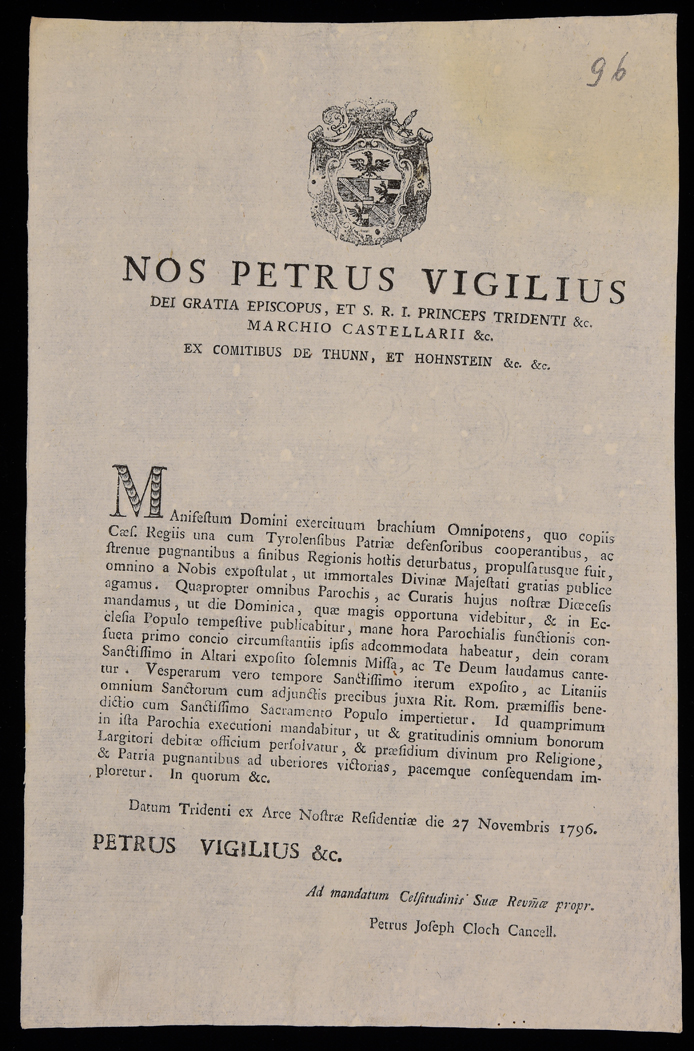 96
NOS PETRUS VIGILIUS
DEI GRATIA EPISCOPUS, ET S. R. I. PRINCEPS TRIDENTI &c.
MARCHIO CASTELLARII &c.
EX COMITIBUS DE THUNN, ET HOHNSTEIN &c. &c.
MAnifeſtum Domini exercituum brachium Omnipotens, quo copiis
Cæſ. Regiis una cum Tyrolenſibus Patriæ defenſoribus cooperantibus, ac
ſtrenue pugnantibus a finibus Regionis hoſtis deturbatus, propulſatusque fuit,
omnino a Nobis expoſtulat, ut immortales Divinæ Majeſtati gratias publice
agamus. Quapropter omnibus Parochis, ac Curatis hujus noſtræ Diœceſis
mandamus, ut die Dominica, quæ magis opportuna videbitur, & in Ec-
cleſia Populo tempeſtive publicabitur, mane hora Parochialis functionis con-
ſueta primo concio circumſtantiis ipſis adcommodata habeatur, dein coram
Sanctiſſimo in Altari expoſito ſolemnis Miſſa, ac Te Deum laudamus cante-
tur. Veſperarum vero tempore Sanctiſſimo iterum expoſito, ac Litaniis
omnium Sanctorum cum adjunctis precibus juxta Rit. Rom. præmiſſis bene-
dictio cum Sanctiſſimo Sacramento Populo impertietur. Id quamprimum
in iſta Parochia executioni mandabitur, ut & gratitudinis omnium bonorum
Largitori debitæ officium perſolvatur, & præſidium divinum pro Religione,
& Patria pugnantibus ad uberiores victorias, pacemque conſequendam im-
ploretur. In quorum &c.
Datum Tridenti ex Arce Noſtræ Reſidentiæ die 27 Novembris 1796.
PETRUS VIGILIUS &c.
Ad mandatum Celſitudinis Suæ Revm̃æ propr.
Petrus Joſeph Cloch Cancell.